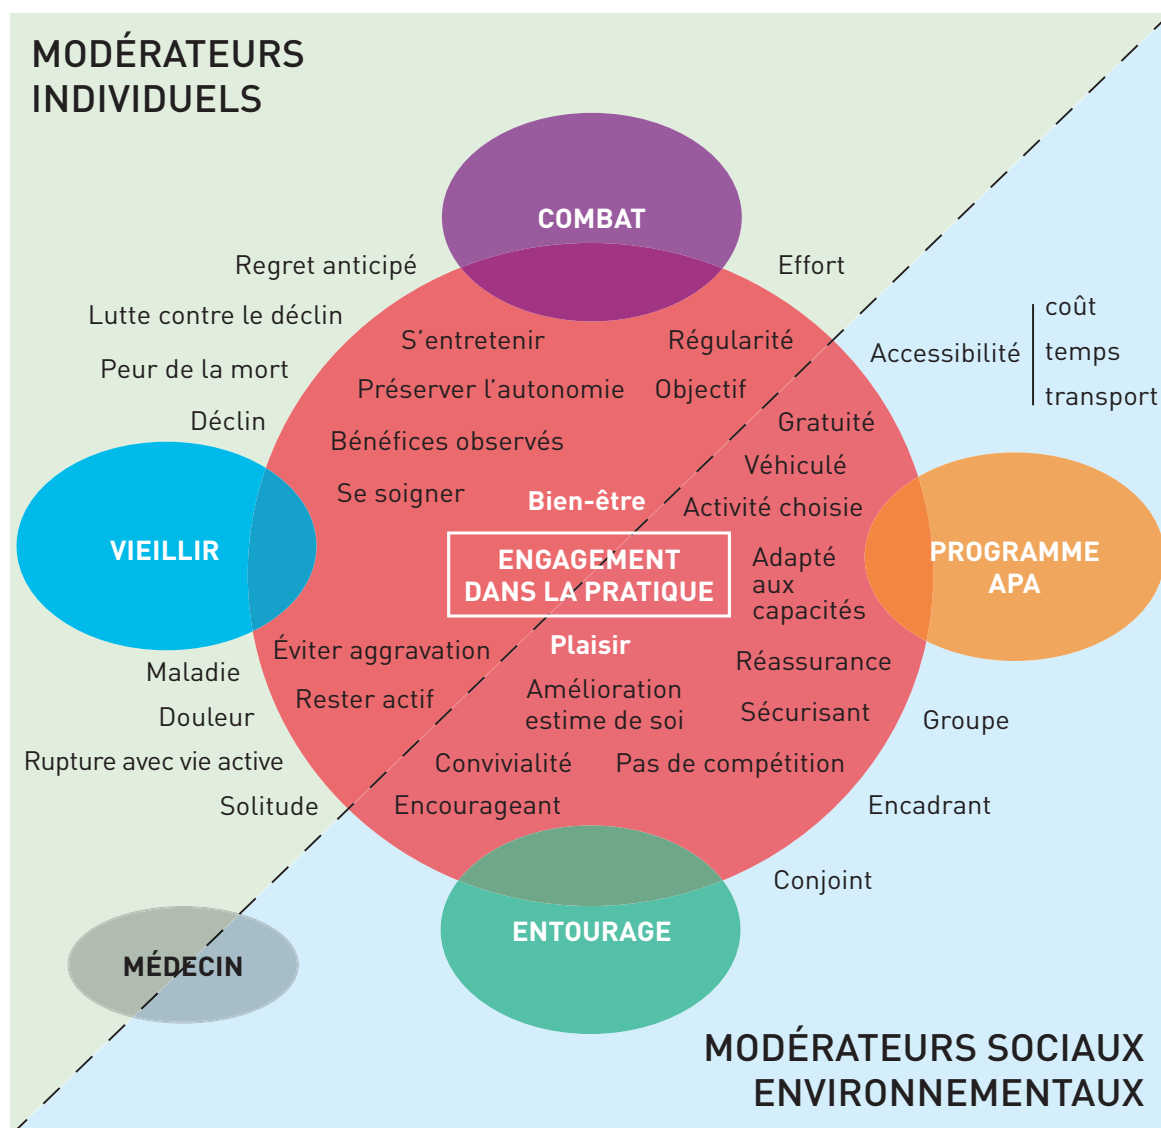 MODÉRATEURS
INDIVIDUELS
COMBAT
Regret anticipé
Effort
Lutte contre le déclin
coût
S’entretenir
Régularité
Accessibilité
temps
Peur de la mort
Préserver l’autonomie
Objectif
transport
Déclin
Gratuité
Bénéfices observés
Véhiculé
Se soigner
Bien-être
Activité choisie
VIEILLIR
ENGAGEMENT
DANS LA PRATIQUE
Adapté
aux
capacités
PROGRAMME
APA
Éviter aggravation
Plaisir
Réassurance
Maladie
Rester actif
Amélioration
estime de soi
Sécurisant
Douleur
Groupe
Rupture avec vie active
Convivialité
Pas de compétition
Solitude
Encourageant
Encadrant
Conjoint
ENTOURAGE
MÉDECIN
MODÉRATEURS SOCIAUX
ENVIRONNEMENTAUX